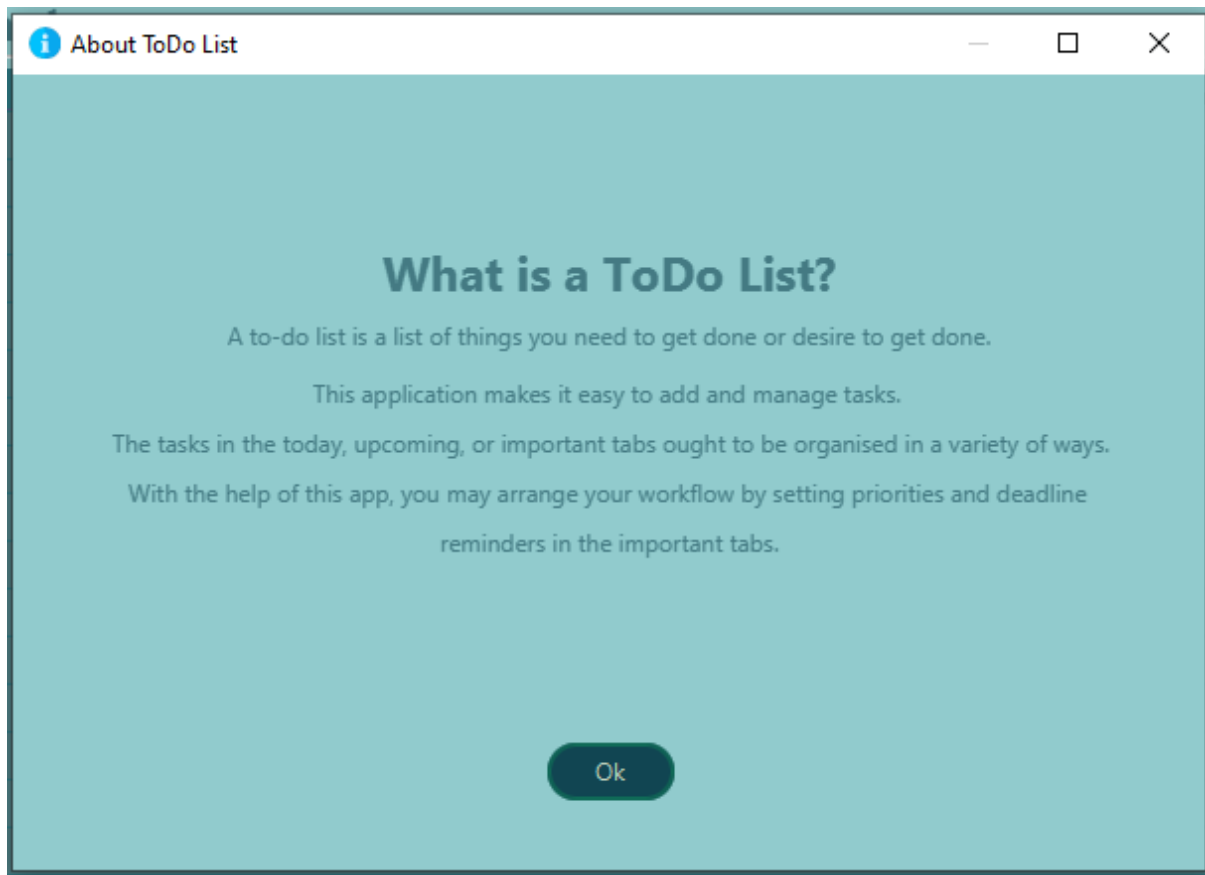 About ToDo List
What is a ToDo List?
A to-do list is a list of things you need to get done or desire to get done.
This application makes it easy to add and manage tasks.
The tasks in the today, upcoming, or important tabs ought to be organised in a variety of ways.
With the help of this app, you may arrange your workflow by setting priorities and deadline
reminders in the important tabs.
Ok